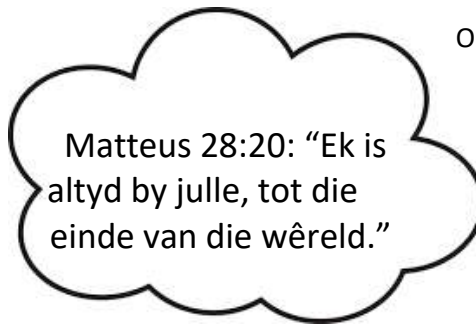 Matteus 28:20: “Ek is
altyd by julle, tot die
einde van die wêreld.”